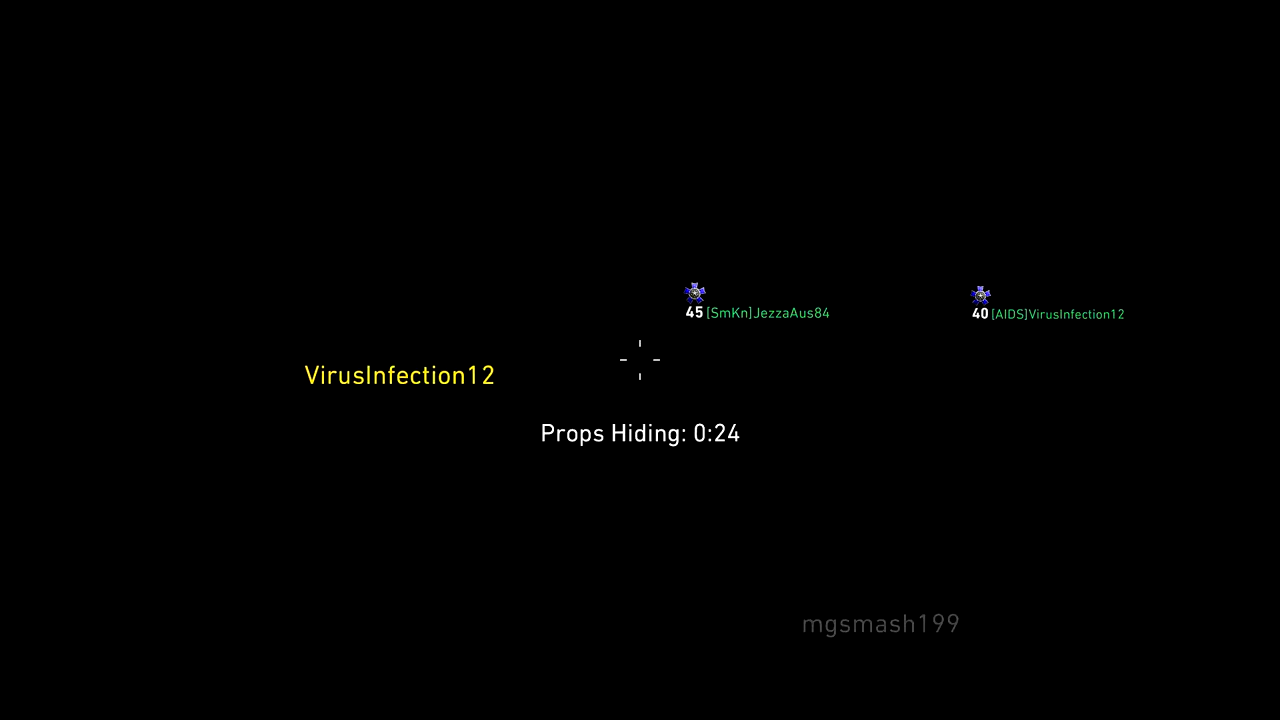 45 [SmKn]JezzaAus84
40 [AIDS]VirusInfection12
VirusInfection12
Props Hiding: 0:24
mgsmash199